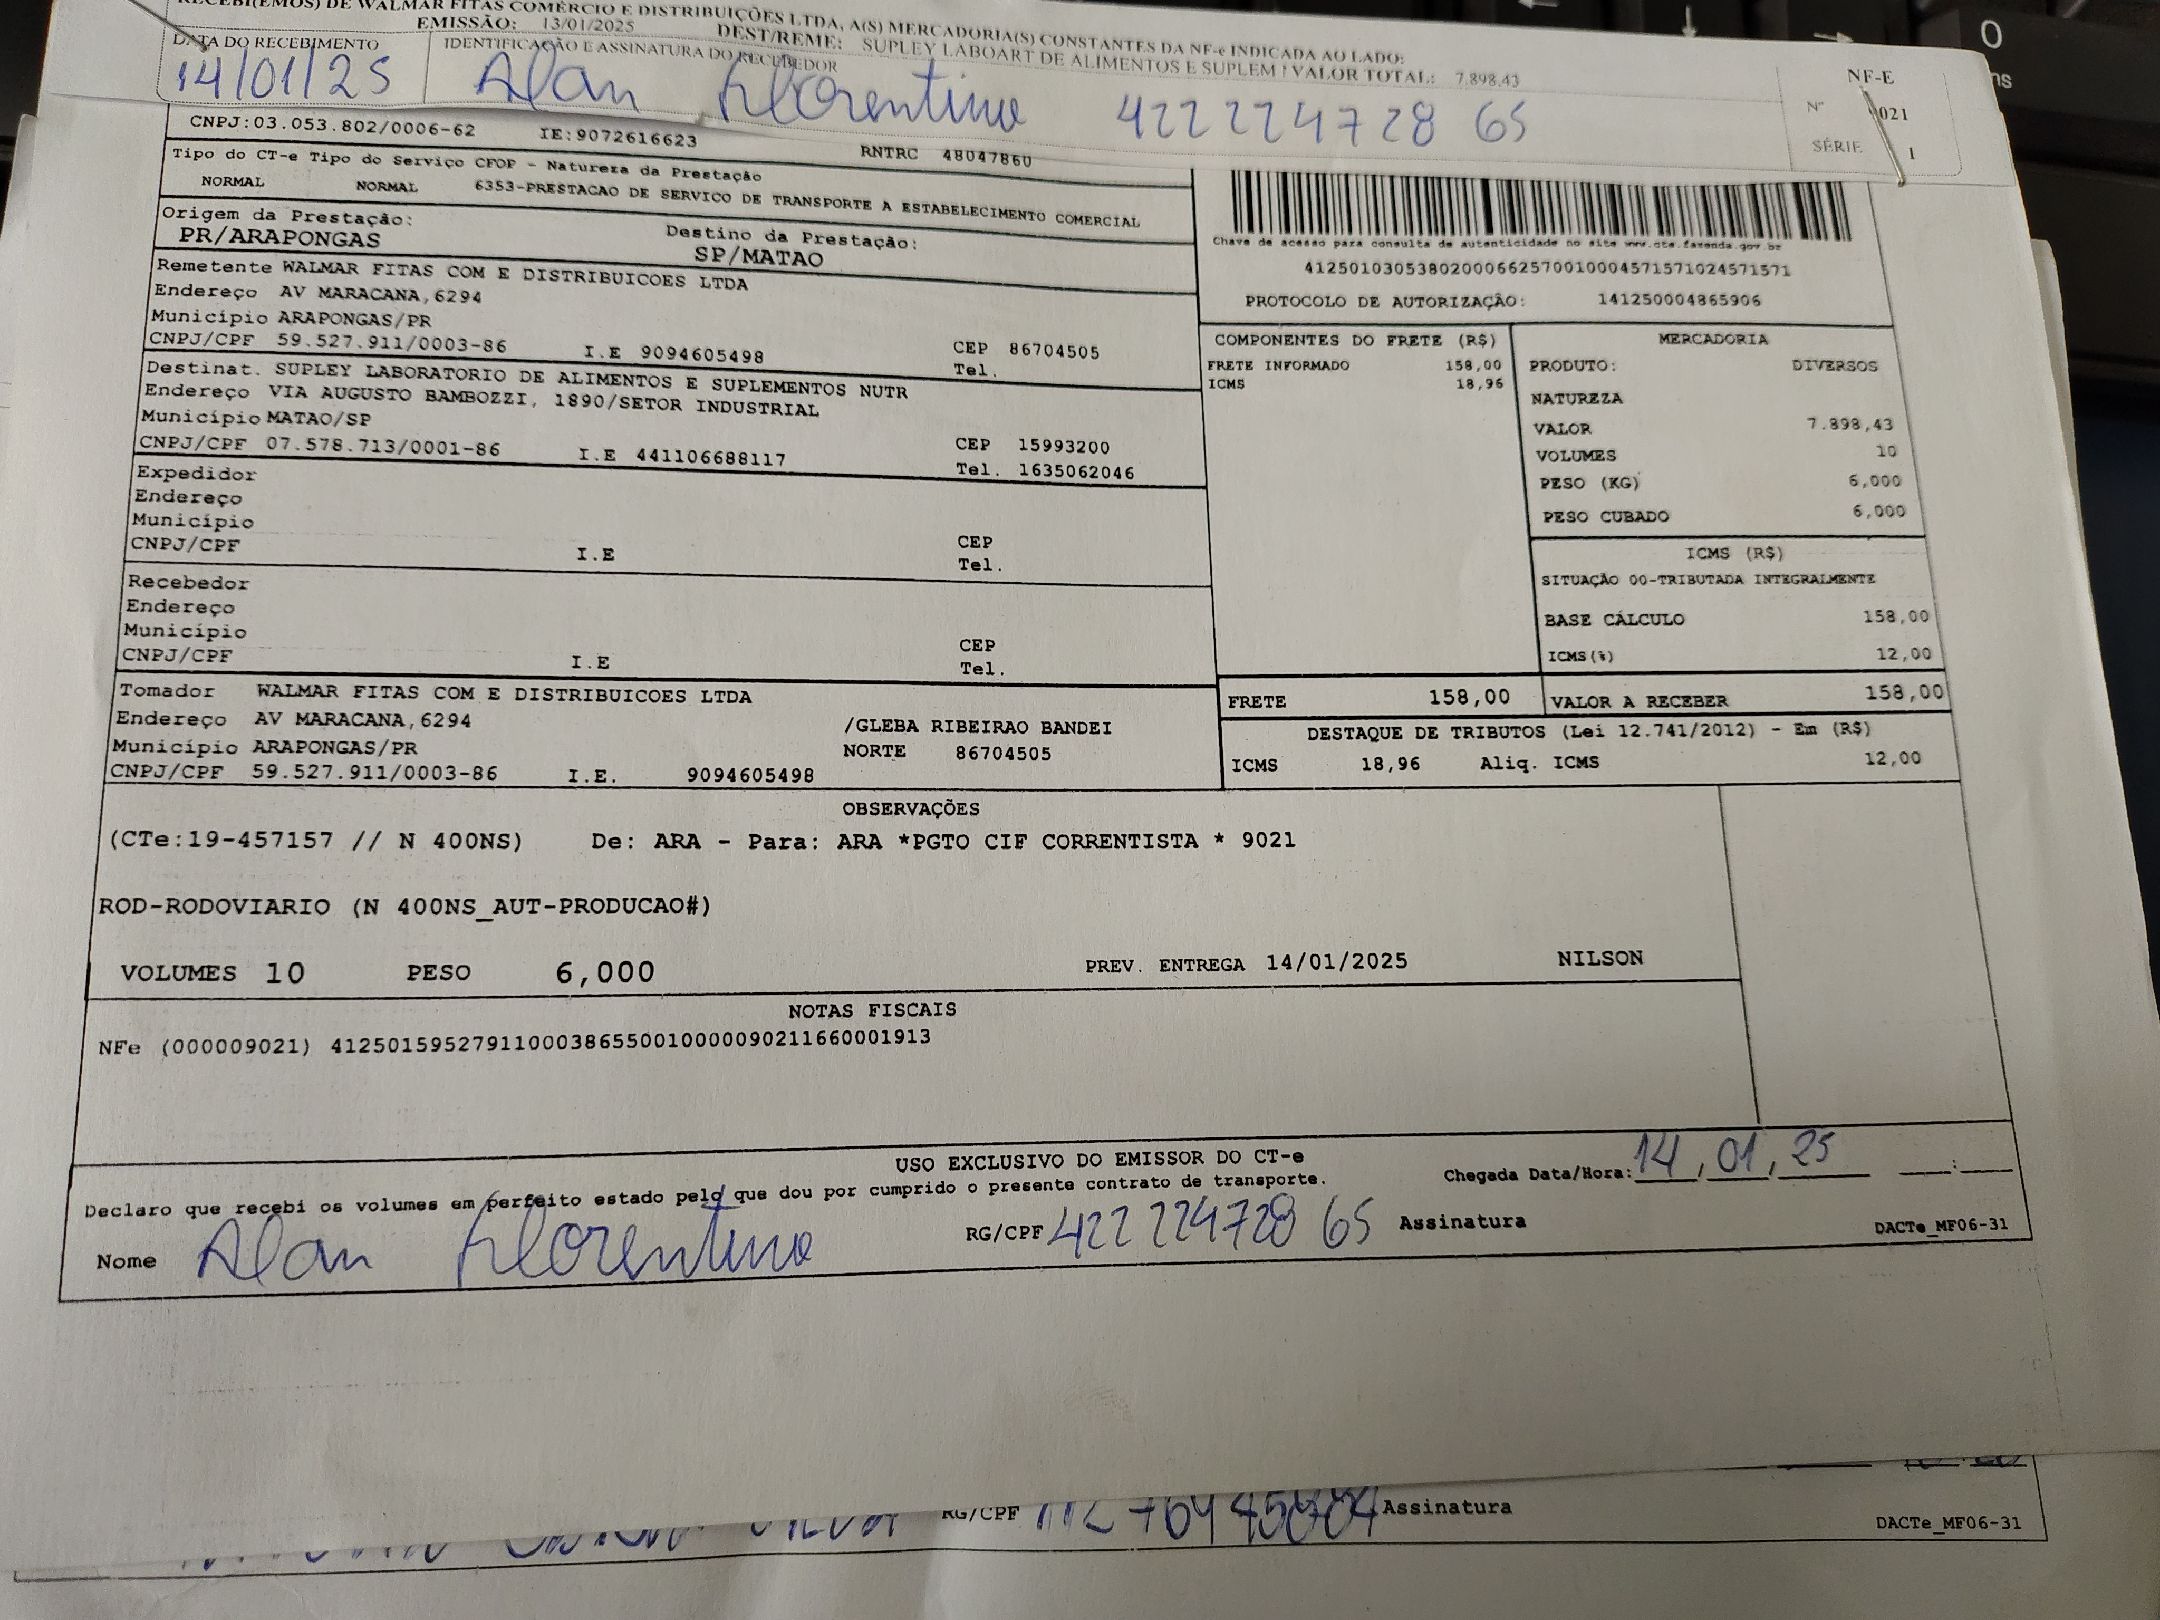 RECEBI(EMOS) DE WALMAR FITAS COMÉRCIO E DISTRIBUIÇÕES LTDA, A(S) MERCADORIA(S) CONSTANTES DA NF-e INDICADA AO LADO:
EMISSÃO: 13/01/2025 DEST/REME: SUPLEY LABOART DE ALIMENTOS E SUPLEM VALOR TOTAL: 7.898,43
NF-E
DATA DO RECEBIMENTO IDENTIFICAÇÃO E ASSINATURA DO RECEBEDOR
14/01/25 Alan Florentino 422 224 728 65
Nº 021
SÉRIE 1
CNPJ:03.053.802/0006-62 IE:9072616623 RNTRC 48047860
Tipo do CT-e Tipo do Serviço CFOP - Natureza da Prestação
NORMAL NORMAL 6353-PRESTACAO DE SERVICO DE TRANSPORTE A ESTABELECIMENTO COMERCIAL
Origem da Prestação: Destino da Prestação:
PR/ARAPONGAS SP/MATAO
Chave de acesso para consulta de autenticidade no site www.cte.fazenda.gov.br
41250103053802000662570010004571571024571571
PROTOCOLO DE AUTORIZAÇÃO: 141250004865906
Remetente WALMAR FITAS COM E DISTRIBUICOES LTDA
Endereço AV MARACANA,6294
Município ARAPONGAS/PR
CNPJ/CPF 59.527.911/0003-86 I.E 9094605498 CEP 86704505
Tel.
Destinat. SUPLEY LABORATORIO DE ALIMENTOS E SUPLEMENTOS NUTR
Endereço VIA AUGUSTO BAMBOZZI, 1890/SETOR INDUSTRIAL
Município MATAO/SP
CNPJ/CPF 07.578.713/0001-86 I.E 441106688117 CEP 15993200
Tel. 1635062046
Expedidor
Endereço
Município
CNPJ/CPF I.E CEP
Tel.
Recebedor
Endereço
Município
CNPJ/CPF I.E CEP
Tel.
Tomador WALMAR FITAS COM E DISTRIBUICOES LTDA
Endereço AV MARACANA,6294 /GLEBA RIBEIRAO BANDEI
Município ARAPONGAS/PR NORTE 86704505
CNPJ/CPF 59.527.911/0003-86 I.E. 9094605498
COMPONENTES DO FRETE (R$)
FRETE INFORMADO 158,00
ICMS 18,96
MERCADORIA
PRODUTO: DIVERSOS
NATUREZA
VALOR 7.898,43
VOLUMES 10
PESO (KG) 6,000
PESO CUBADO 6,000
ICMS (R$)
SITUAÇÃO 00-TRIBUTADA INTEGRALMENTE
BASE CÁLCULO 158,00
ICMS(%) 12,00
FRETE 158,00 VALOR A RECEBER 158,00
DESTAQUE DE TRIBUTOS (Lei 12.741/2012) - Em (R$)
ICMS 18,96 Aliq. ICMS 12,00
OBSERVAÇÕES
(CTe:19-457157 // N 400NS) De: ARA - Para: ARA *PGTO CIF CORRENTISTA * 9021
ROD-RODOVIARIO (N 400NS_AUT-PRODUCAO#)
VOLUMES 10 PESO 6,000 PREV. ENTREGA 14/01/2025 NILSON
NOTAS FISCAIS
NFe (000009021) 41250159527911000386550010000090211660001913
USO EXCLUSIVO DO EMISSOR DO CT-e
Declaro que recebi os volumes em perfeito estado pelo que dou por cumprido o presente contrato de transporte.
Chegada Data/Hora: 14, 01, 25 :
Nome Alan Florentino RG/CPF 422 224728 65 Assinatura
DACTe_MF06-31
RG/CPF Assinatura
DACTe_MF06-31